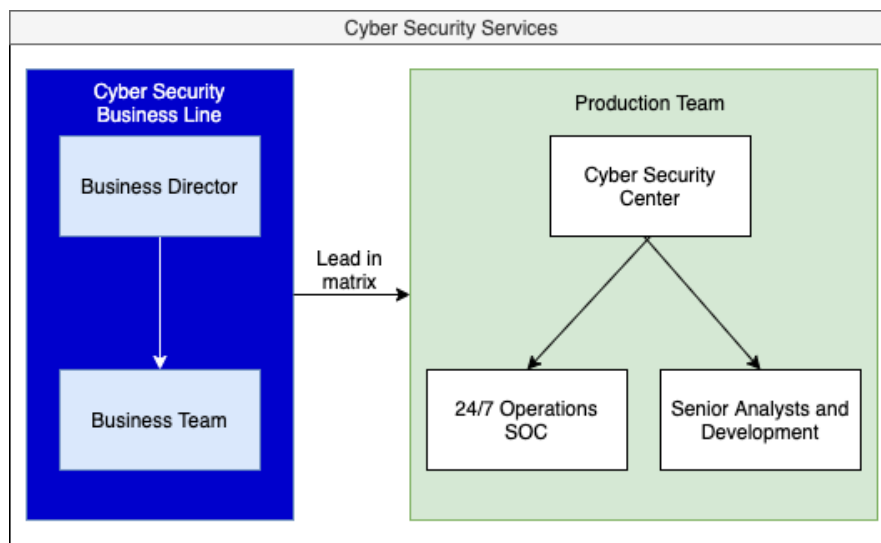 Cyber Security Services
Cyber Security
Business Line
Business Director
Business Team
Lead in
matrix
Production Team
Cyber Security
Center
24/7 Operations
SOC
Senior Analysts and
Development